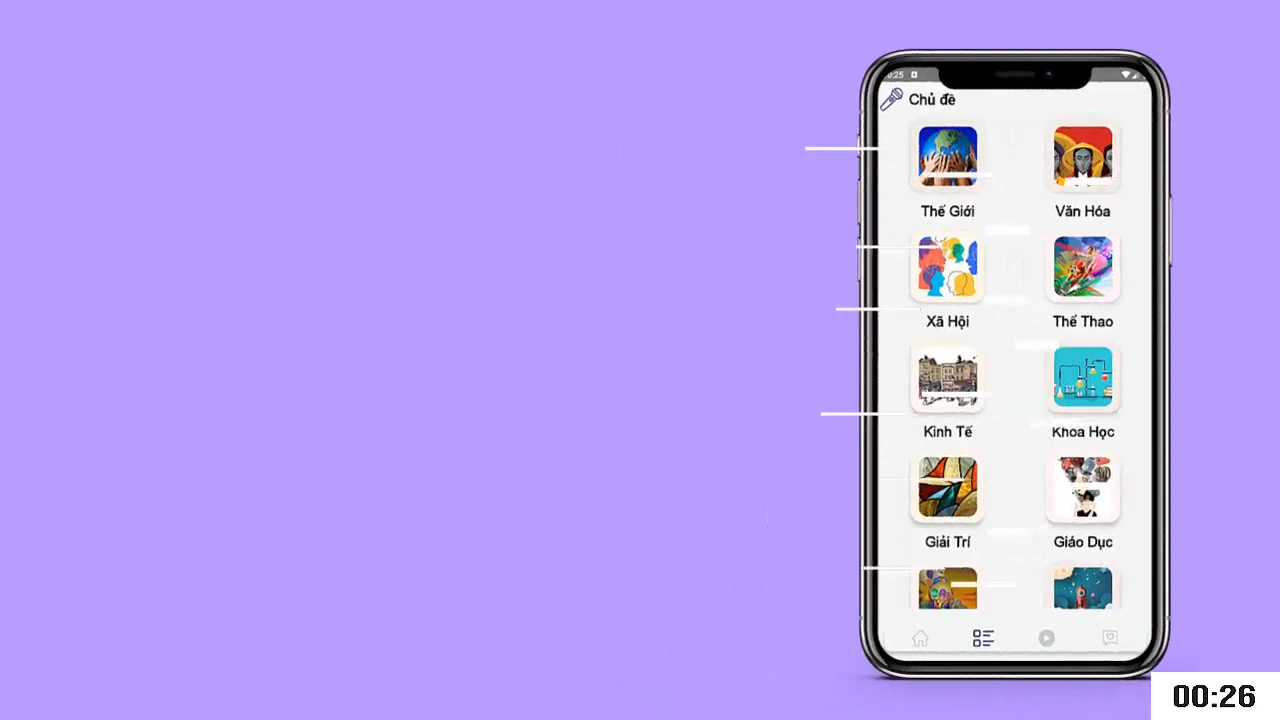 0:25
Chủ đề
Thế Giới
Văn Hóa
Xã Hội
Thể Thao
Kinh Tế
Khoa Học
Giải Trí
Giáo Dục
00:26